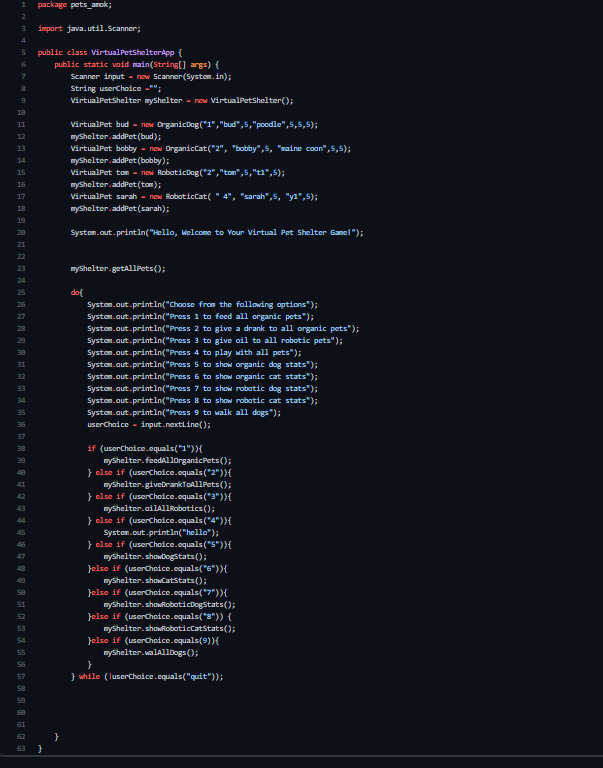 1 package pets_amok;
2
3 import java.util.Scanner;
4
5 public class VirtualPetShelterApp {
6 public static void main(String[] args) {
7 Scanner input = new Scanner(System.in);
8 String userChoice ="";
9 VirtualPetShelter myShelter = new VirtualPetShelter();
10
11 VirtualPet bud = new OrganicDog("1","bud",5,"poodle",5,5,5);
12 myShelter.addPet(bud);
13 VirtualPet bobby = new OrganicCat("2", "bobby",5, "maine coon",5,5);
14 myShelter.addPet(bobby);
15 VirtualPet tom = new RoboticDog("2","tom",5,"t1",5);
16 myShelter.addPet(tom);
17 VirtualPet sarah = new RoboticCat( " 4", "sarah",5, "y1",5);
18 myShelter.addPet(sarah);
19
20 System.out.println("Hello, Welcome to Your Virtual Pet Shelter Game!");
21
22
23 myShelter.getAllPets();
24
25 do{
26 System.out.println("Choose from the following options");
27 System.out.println("Press 1 to feed all organic pets");
28 System.out.println("Press 2 to give a drank to all organic pets");
29 System.out.println("Press 3 to give oil to all robotic pets");
30 System.out.println("Press 4 to play with all pets");
31 System.out.println("Press 5 to show organic dog stats");
32 System.out.println("Press 6 to show organic cat stats");
33 System.out.println("Press 7 to show robotic dog stats");
34 System.out.println("Press 8 to show robotic cat stats");
35 System.out.println("Press 9 to walk all dogs");
36 userChoice = input.nextLine();
37
38 if (userChoice.equals("1")){
39 myShelter.feedAllOrganicPets();
40 } else if (userChoice.equals("2")){
41 myShelter.giveDrankToAllPets();
42 } else if (userChoice.equals("3")){
43 myShelter.oilAllRobotics();
44 } else if (userChoice.equals("4")){
45 System.out.println("hello");
46 } else if (userChoice.equals("5")){
47 myShelter.showDogStats();
48 }else if (userChoice.equals("6")){
49 myShelter.showCatStats();
50 }else if (userChoice.equals("7")){
51 myShelter.showRoboticDogStats();
52 }else if (userChoice.equals("8")) {
53 myShelter.showRoboticCatStats();
54 }else if (userChoice.equals(9)){
55 myShelter.walAllDogs();
56 }
57 } while (!userChoice.equals("quit"));
58
59
60
61
62 }
63 }